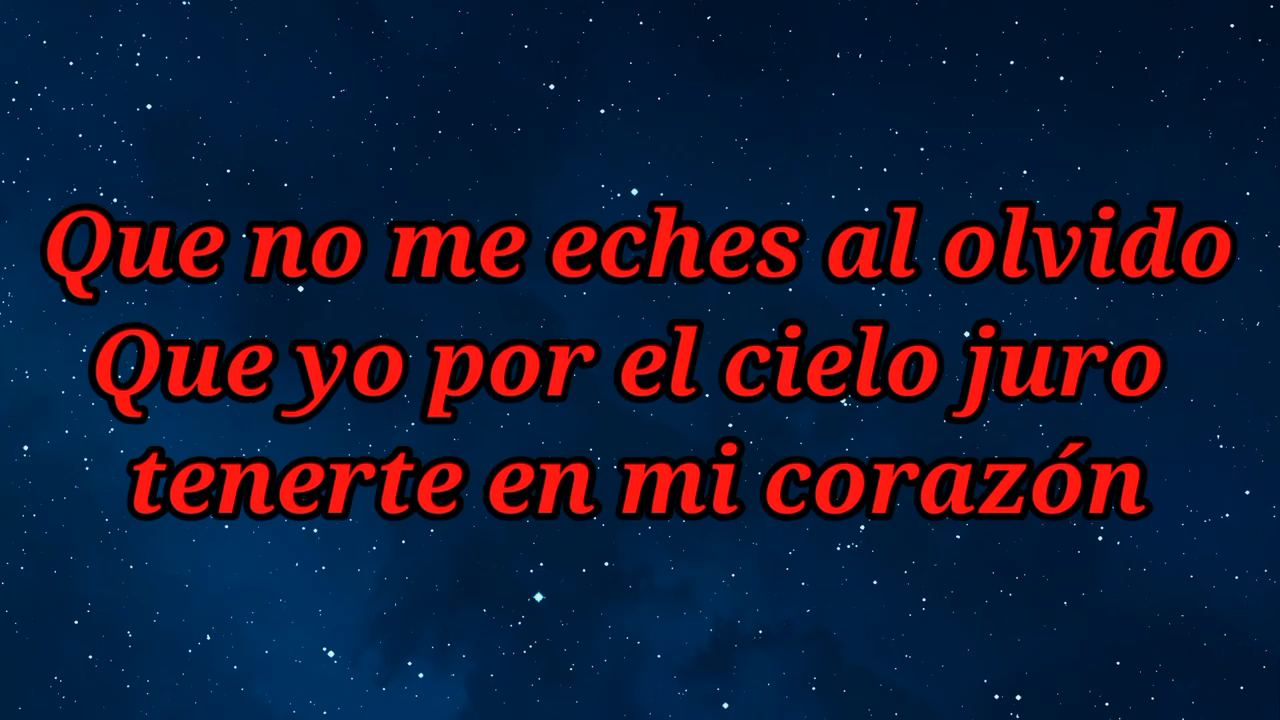 Que no me eches al olvido
Que yo por el cielo juro
tenerte en mi corazón